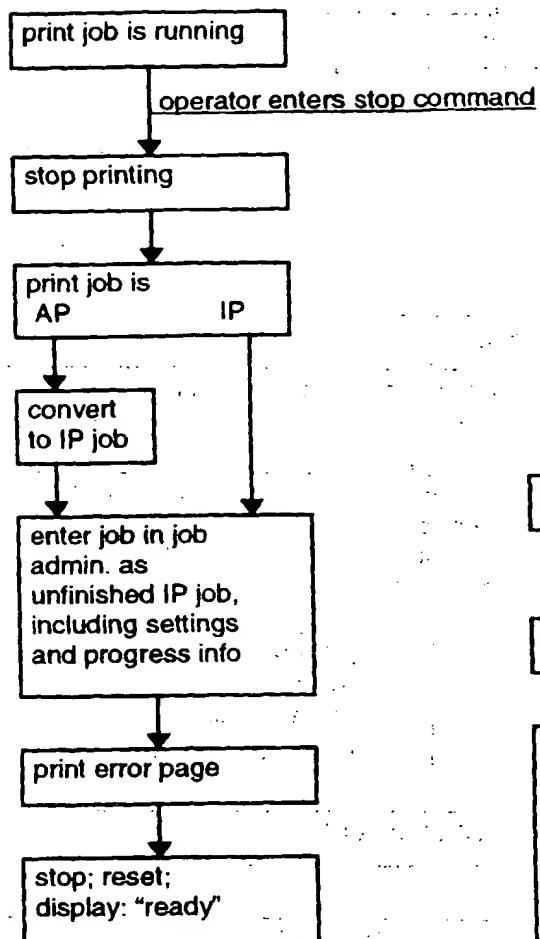 print job is running
operator enters stop command
stop printing
print job is
AP IP
convert
to IP job
enter job in job
admin. as
unfinished IP job,
including settings
and progress info
print error page
stop; reset;
display: "ready"